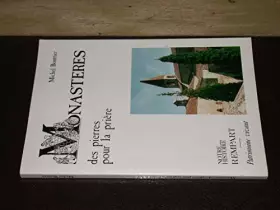 Michel Bouttier
MONASTERES
des pierres
pour la prière
NOTRE
HISTOIRE
REMPART
Patrimoine vivant